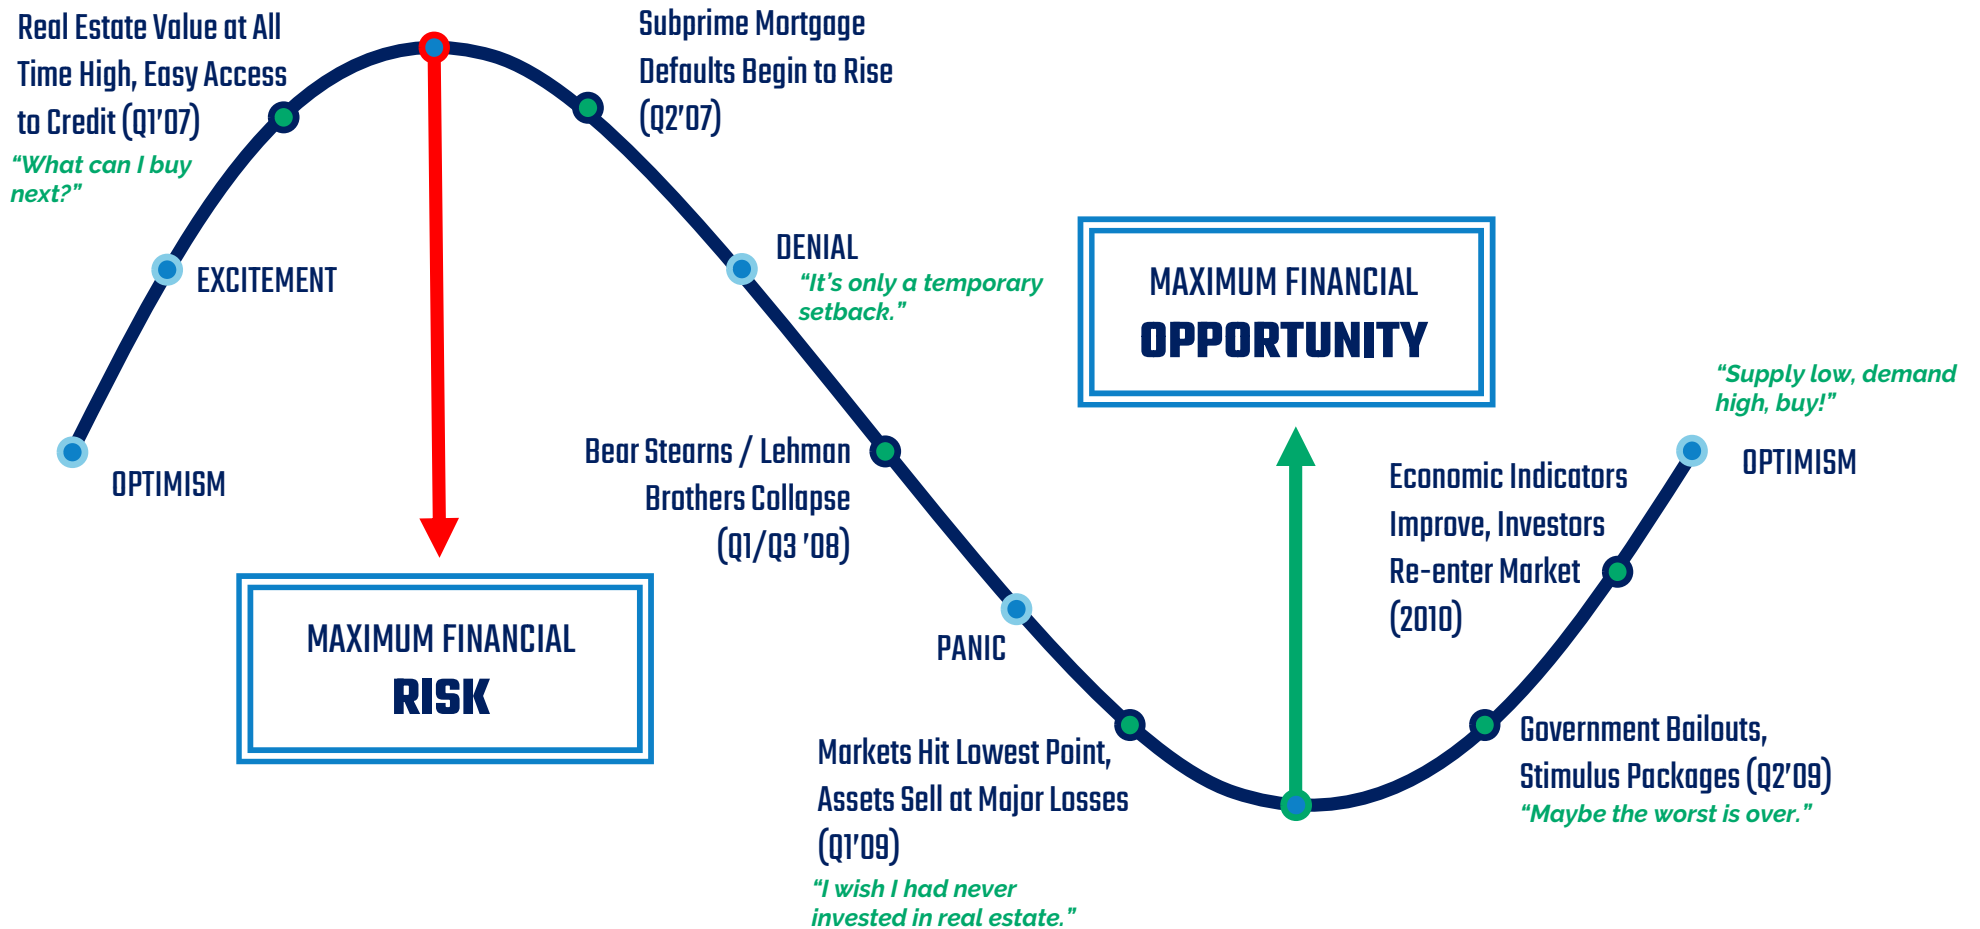 Real Estate Value at All
Time High, Easy Access
to Credit (Q1’07)
“What can I buy
next?”
EXCITEMENT
OPTIMISM
MAXIMUM FINANCIAL
RISK
Subprime Mortgage
Defaults Begin to Rise
(Q2’07)
DENIAL
“It’s only a temporary
setback.”
Bear Stearns / Lehman
Brothers Collapse
(Q1/Q3 ’08)
PANIC
Markets Hit Lowest Point,
Assets Sell at Major Losses
(Q1’09)
“I wish I had never
invested in real estate.”
MAXIMUM FINANCIAL
OPPORTUNITY
Government Bailouts,
Stimulus Packages (Q2’09)
“Maybe the worst is over.”
Economic Indicators
Improve, Investors
Re-enter Market
(2010)
“Supply low, demand
high, buy!”
OPTIMISM